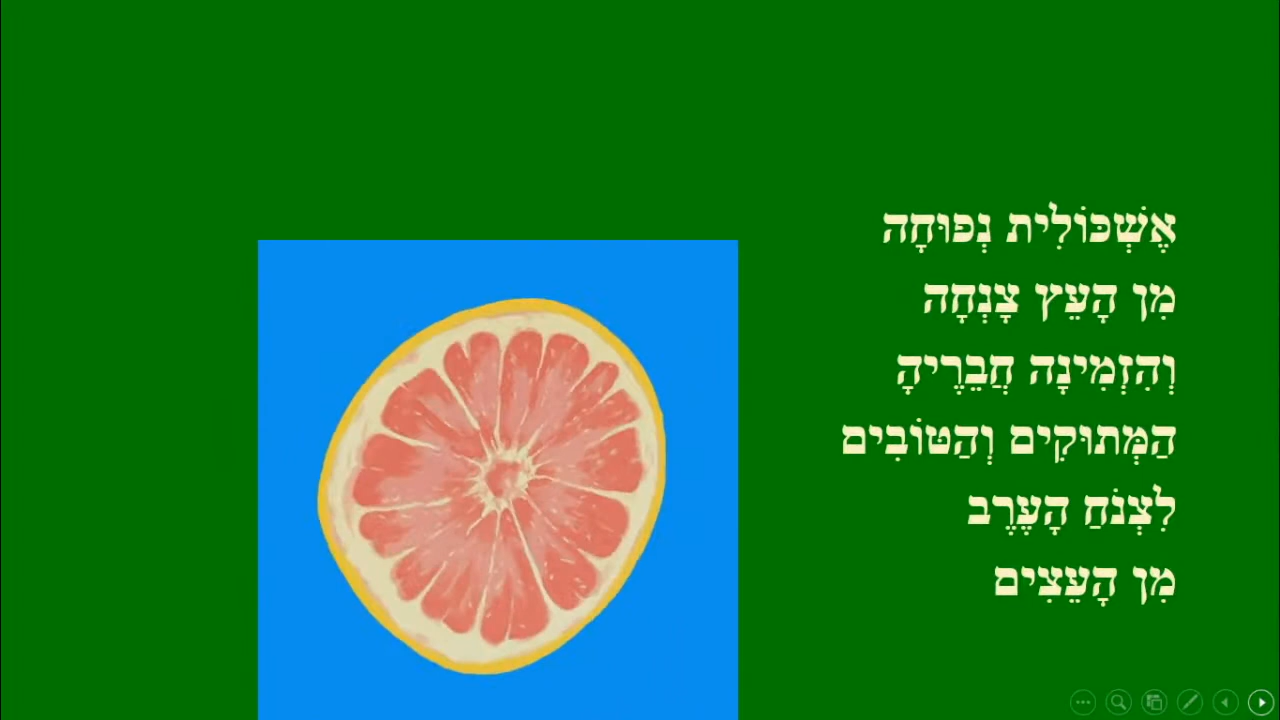 אֶשְׁכּוֹלִית נְפוּחָה
מִן הָעֵץ צָנְחָה
וְהִזְמִינָה חֲבֵרֶיהָ
הַמְּתוּקִים וְהַטּוֹבִים
לִצְנֹחַ הָעֶרֶב
מִן הָעֵצִים